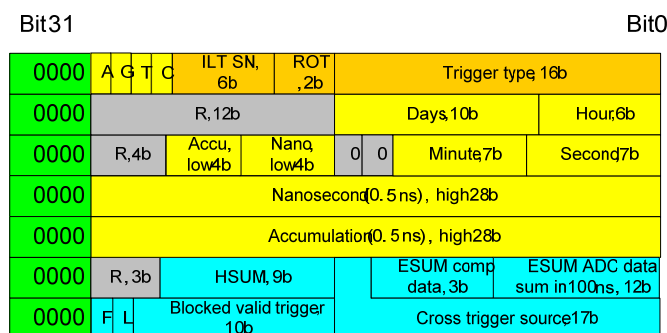 Bit31 Bit0
0000 A G T C ILT SN, 6b ROT ,2b Trigger type, 16b
0000 R, 12b Days, 10b Hour, 6b
0000 R, 4b Accu, low4b Nano, low4b 0 0 Minute, 7b Second, 7b
0000 Nanosecond(0.5ns), high28b
0000 Accumulation(0.5ns), high28b
0000 R, 3b HSUM, 9b ESUM comp data, 3b ESUM ADC data sum in100ns, 12b
0000 F L Blocked valid trigger, 10b Cross trigger source, 17b